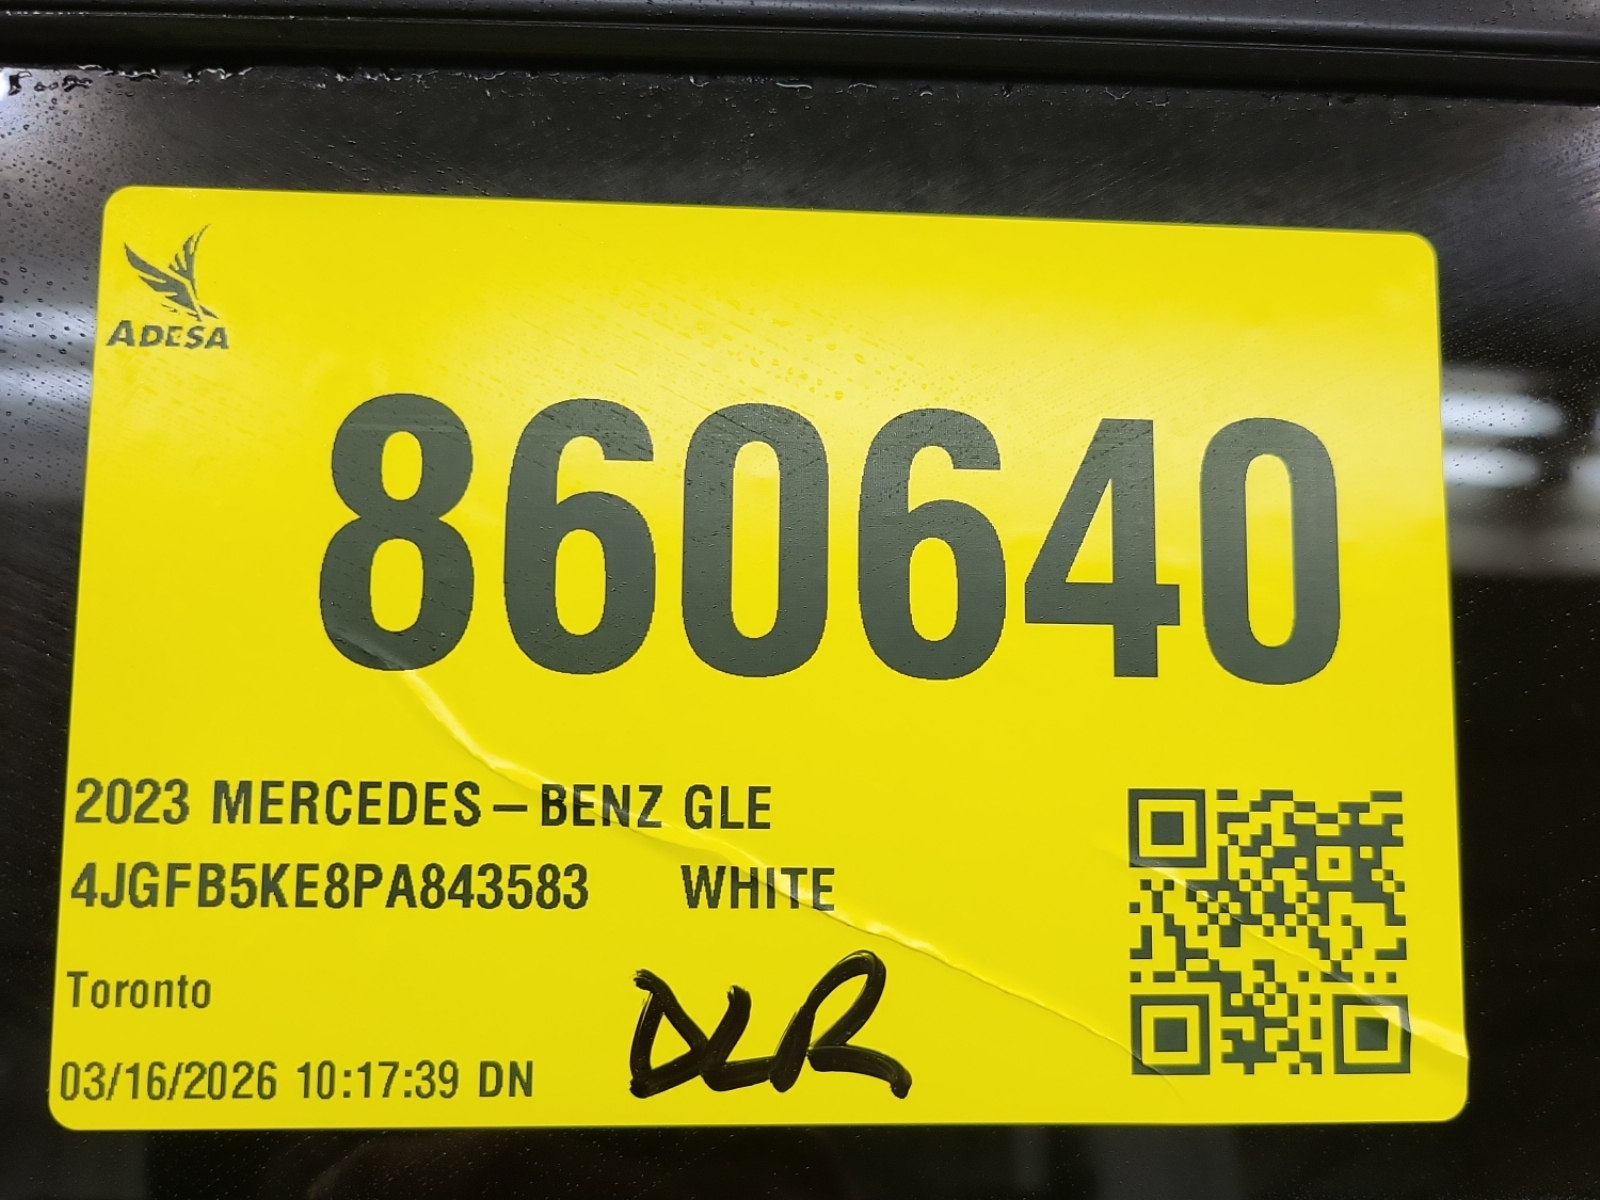 ADESA
860640
2023 MERCEDES-BENZ GLE
4JGFB5KE8PA843583 WHITE
Toronto
DLR
03/16/2026 10:17:39 DN